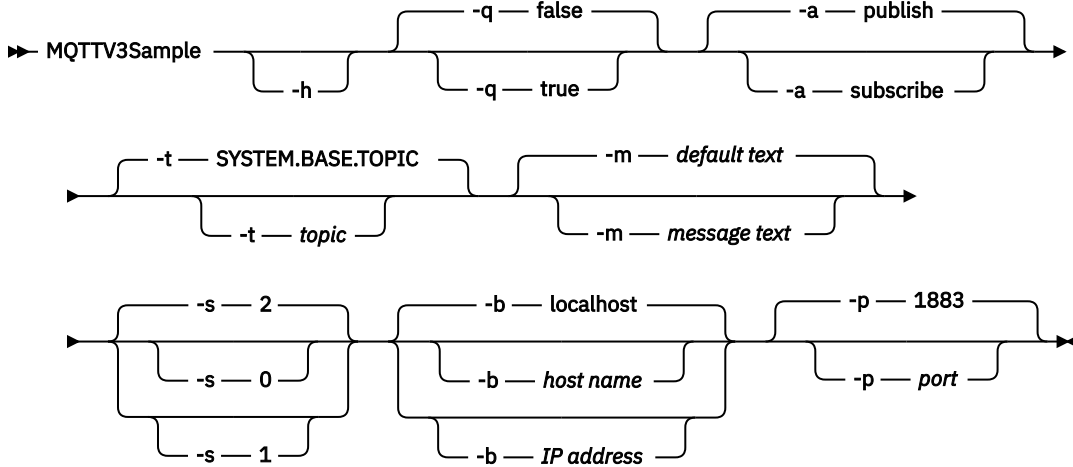 -q false -a publish
MQTTV3Sample
-h -q true -a subscribe
-t SYSTEM.BASE.TOPIC -m default text
-t topic -m message text
-s 2 -b localhost -p 1883
-s 0 -b host name -p port
-s 1 -b IP address